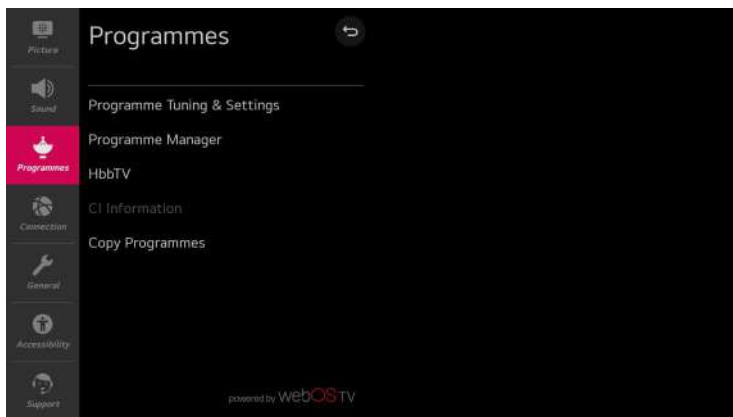 Picture
Sound
Programmes
Connection
General
Accessibility
Support
Programmes
Programme Tuning & Settings
Programme Manager
HbbTV
CI Information
Copy Programmes
powered by webOS TV